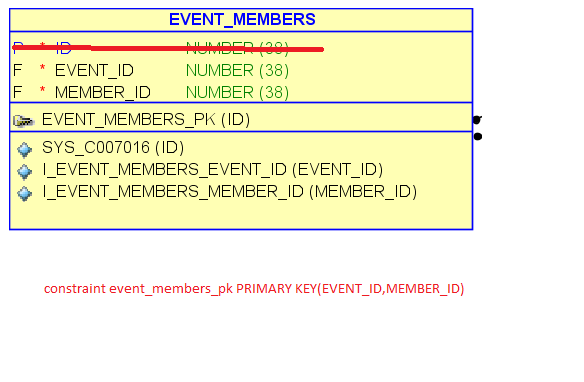 EVENT_MEMBERS
P * ID NUMBER (38)
F * EVENT_ID NUMBER (38)
F * MEMBER_ID NUMBER (38)
EVENT_MEMBERS_PK (ID)
SYS_C007016 (ID)
I_EVENT_MEMBERS_EVENT_ID (EVENT_ID)
I_EVENT_MEMBERS_MEMBER_ID (MEMBER_ID)
constraint event_members_pk PRIMARY KEY(EVENT_ID,MEMBER_ID)